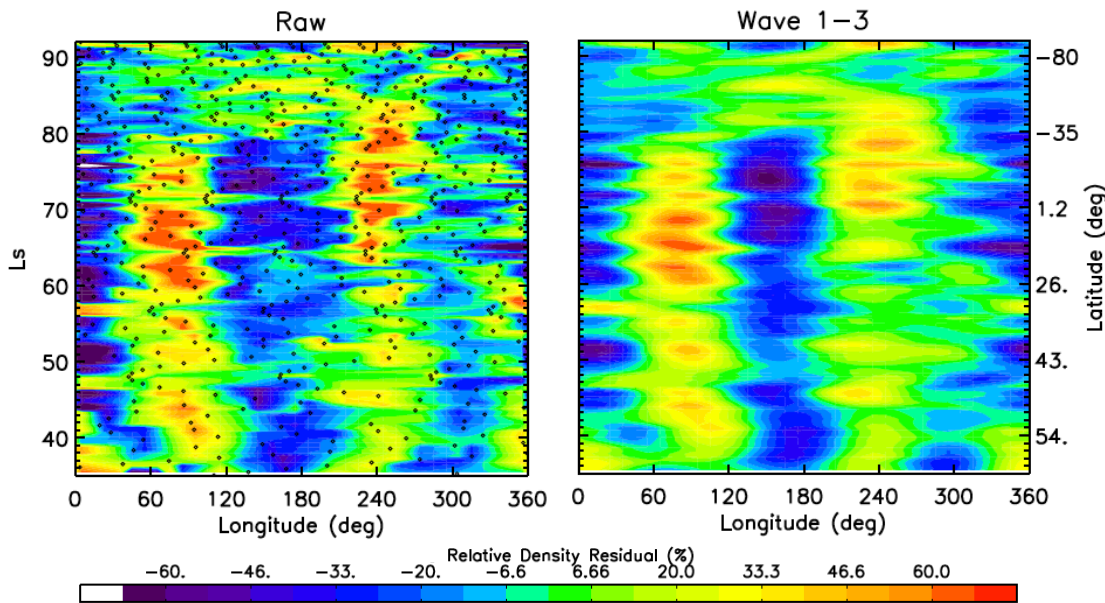 Raw
Wave 1-3
90
80
70
60
50
40
Ls
0 60 120 180 240 300 360
Longitude (deg)
-80
-35
1.2
26.
43.
54.
Latitude (deg)
0 60 120 180 240 300 360
Longitude (deg)
Relative Density Residual (%)
-60. -46. -33. -20. -6.6 6.66 20.0 33.3 46.6 60.0